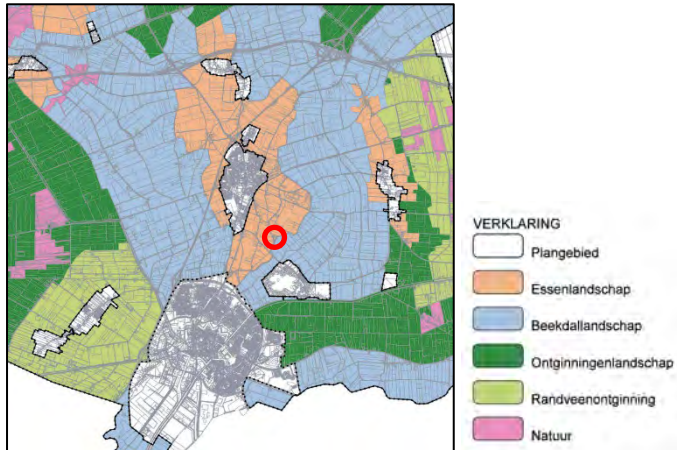 VERKLARING
Plangebied
Essenlandschap
Beekdallandschap
Ontginningenlandschap
Randveenontginning
Natuur